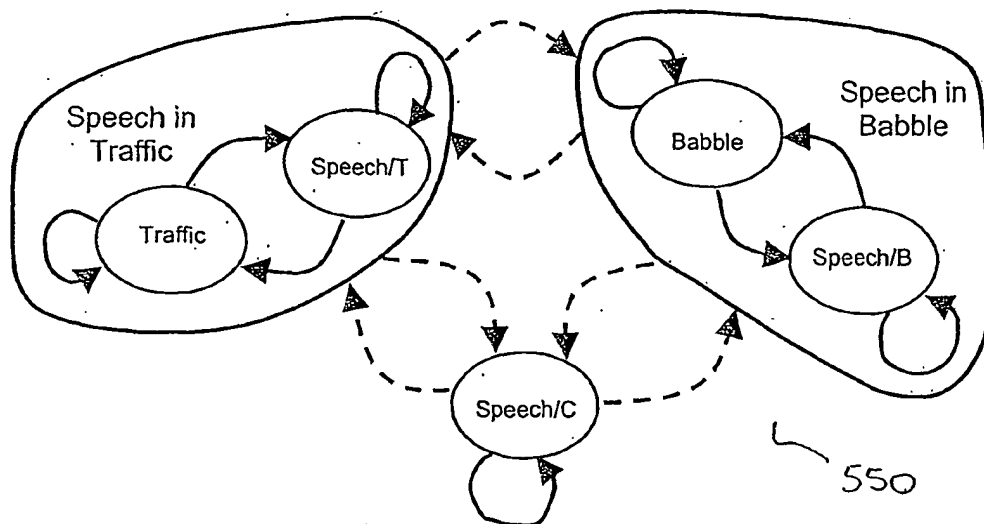 Speech in
Traffic
Speech/T
Traffic
Speech in
Babble
Babble
Speech/B
Speech/C
550